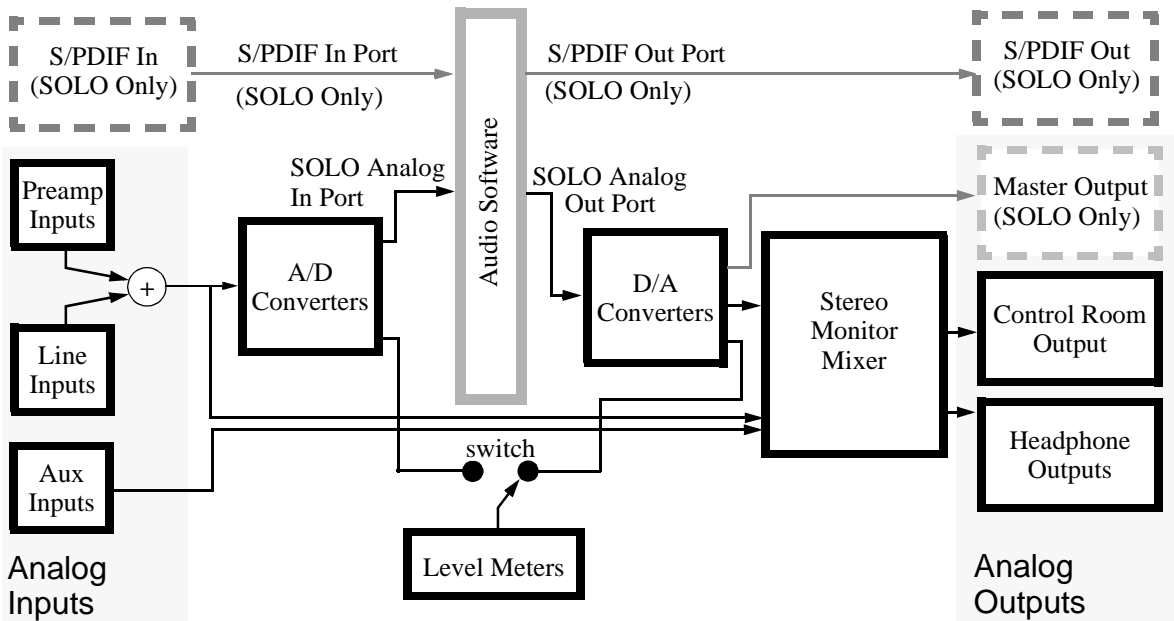 S/PDIF In
(SOLO Only)
S/PDIF In Port
(SOLO Only)
Audio Software
S/PDIF Out Port
(SOLO Only)
S/PDIF Out
(SOLO Only)
Preamp
Inputs
Line
Inputs
Aux
Inputs
Analog
Inputs
+
SOLO Analog
In Port
A/D
Converters
SOLO Analog
Out Port
D/A
Converters
switch
Level Meters
Stereo
Monitor
Mixer
Master Output
(SOLO Only)
Control Room
Output
Headphone
Outputs
Analog
Outputs